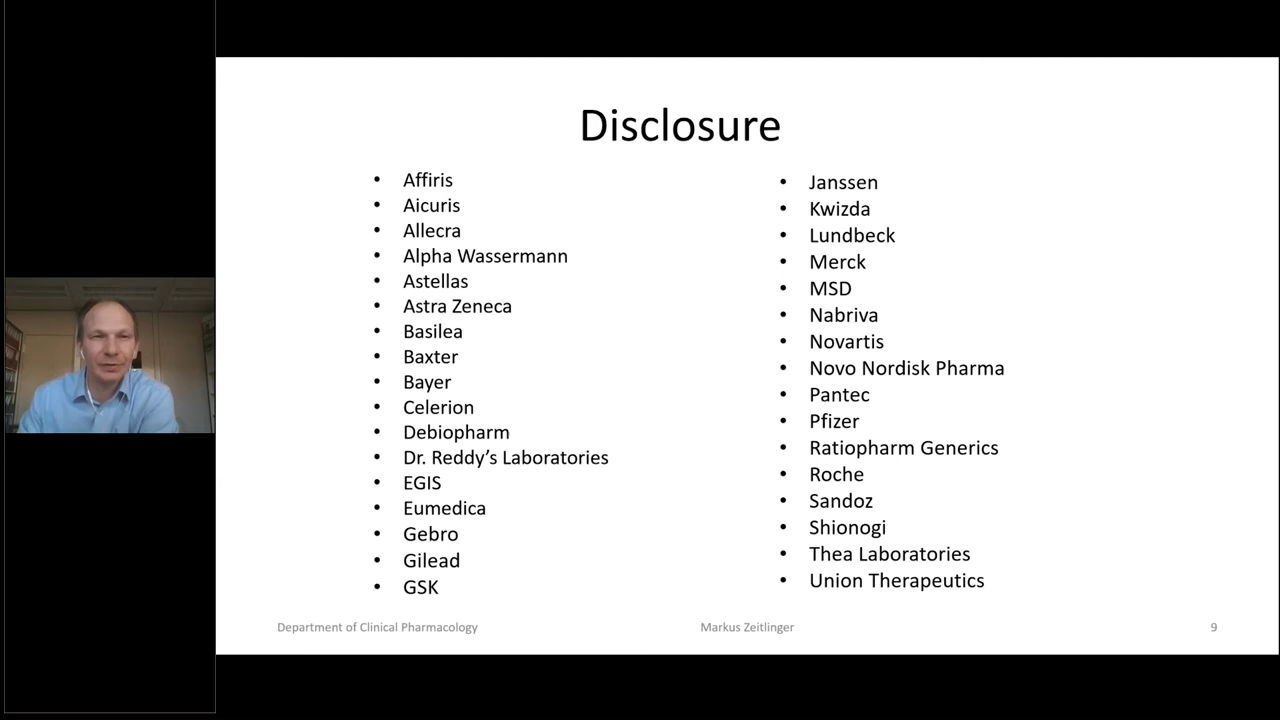 Disclosure
• Affiris
• Aicuris
• Allecra
• Alpha Wassermann
• Astellas
• Astra Zeneca
• Basilea
• Baxter
• Bayer
• Celerion
• Debiopharm
• Dr. Reddy’s Laboratories
• EGIS
• Eumedica
• Gebro
• Gilead
• GSK
• Janssen
• Kwizda
• Lundbeck
• Merck
• MSD
• Nabriva
• Novartis
• Novo Nordisk Pharma
• Pantec
• Pfizer
• Ratiopharm Generics
• Roche
• Sandoz
• Shionogi
• Thea Laboratories
• Union Therapeutics
Department of Clinical Pharmacology
Markus Zeitlinger
9